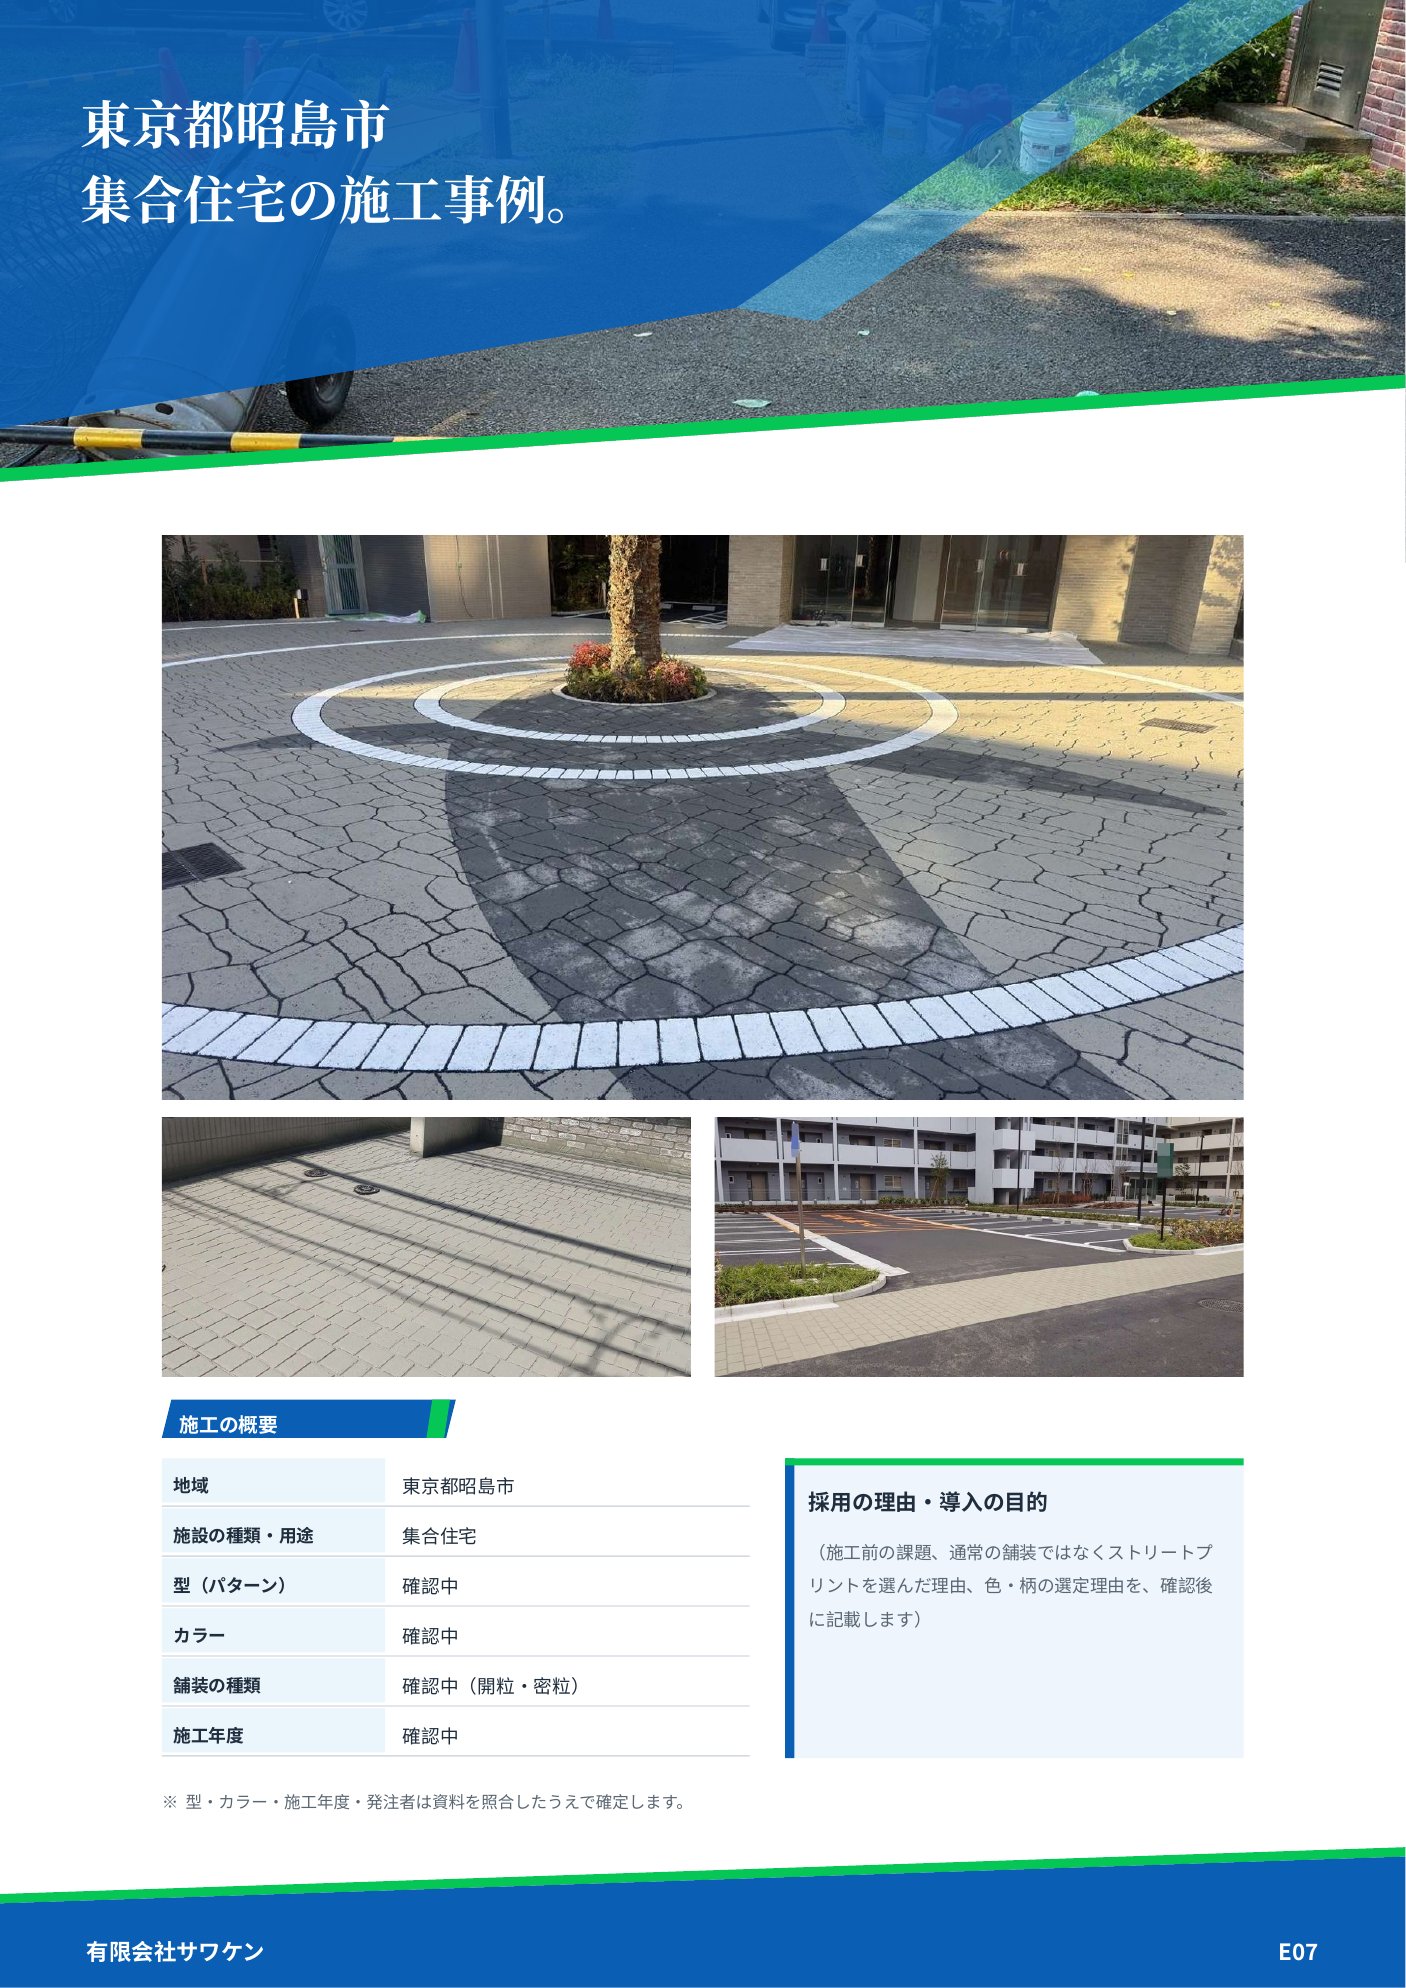 東京都昭島市
集合住宅の施工事例。
施工の概要
地域
東京都昭島市
施設の種類・用途
集合住宅
型（パターン）
確認中
カラー
確認中
舗装の種類
確認中（開粒・密粒）
施工年度
確認中
採用の理由・導入の目的
（施工前の課題、通常の舗装ではなくストリートプ
リントを選んだ理由、色・柄の選定理由を、確認後
に記載します）
※ 型・カラー・施工年度・発注者は資料を照合したうえで確定します。
有限会社サワケン
E07